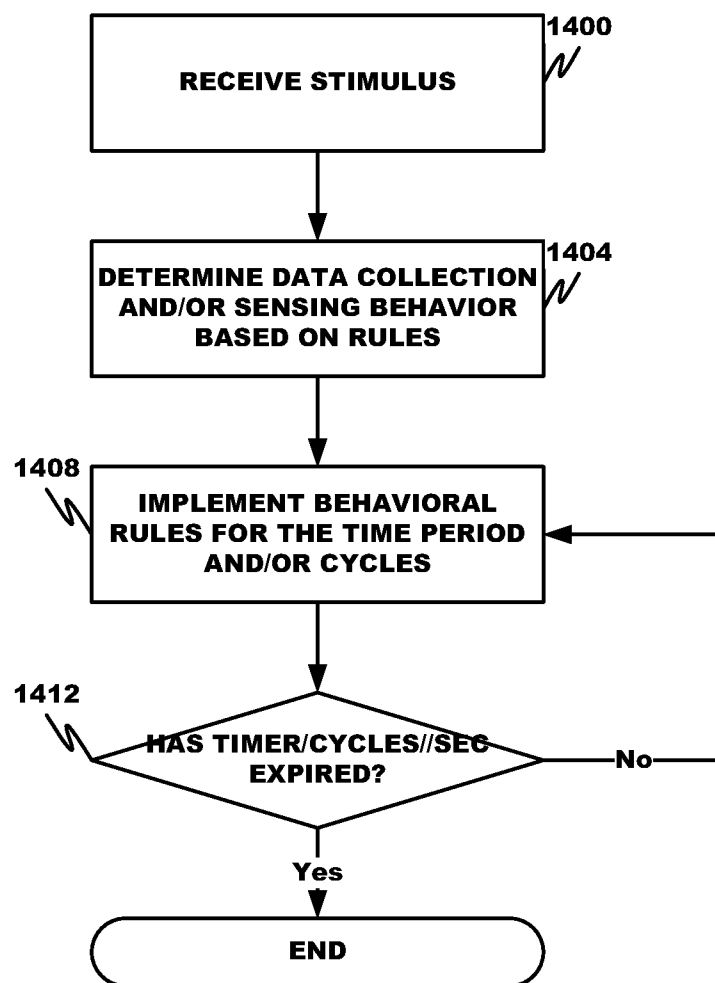 1400
RECEIVE STIMULUS
1404
DETERMINE DATA COLLECTION
AND/OR SENSING BEHAVIOR
BASED ON RULES
1408
IMPLEMENT BEHAVIORAL
RULES FOR THE TIME PERIOD
AND/OR CYCLES
1412
HAS TIMER/CYCLES//SEC
EXPIRED?
No
Yes
END